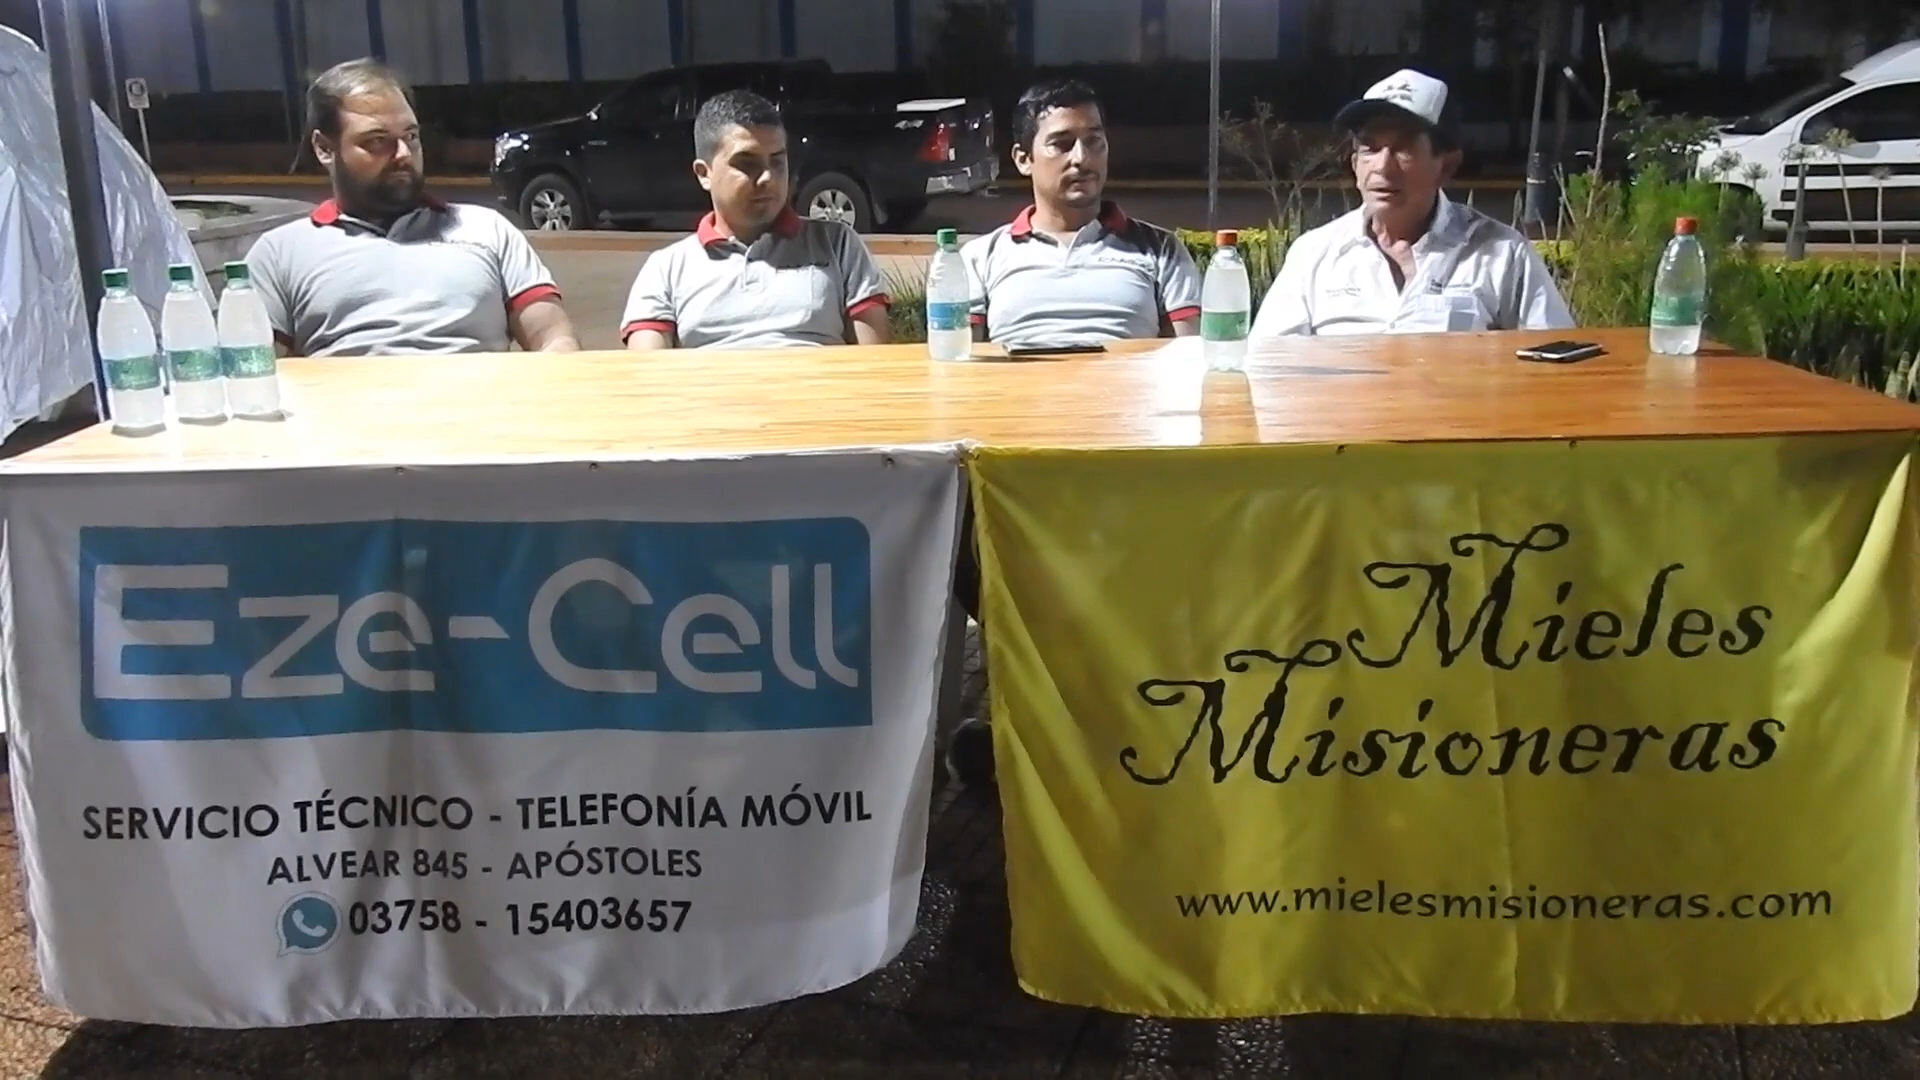 Eze-Cell
SERVICIO TÉCNICO - TELEFONÍA MÓVIL
ALVEAR 845 - APÓSTOLES
03758 - 15403657
Mieles
Misioneras
www.mielesmisioneras.com